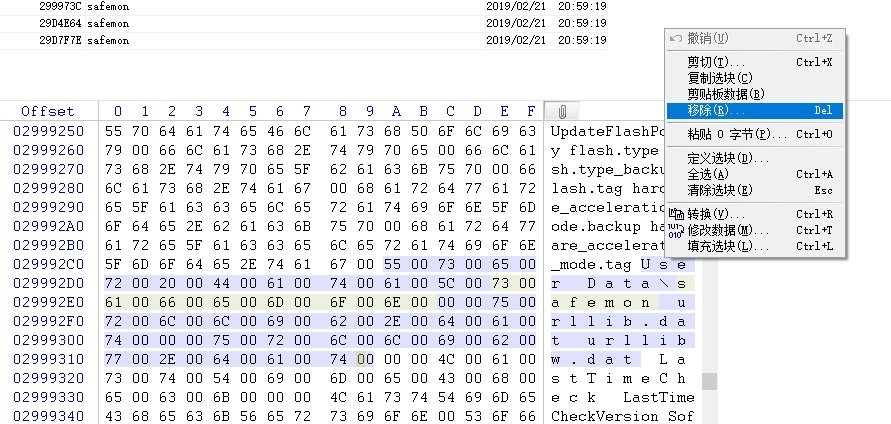 299973C safemon 2019/02/21 20:59:19
29D4E64 safemon 2019/02/21 20:59:19
29D7F7E safemon 2019/02/21 20:59:19
撤销(U) Ctrl+Z
剪切(T)... Ctrl+X
复制选块(C)
剪贴板数据(B)
移除(R)... Del
粘贴 0 字节(P)... Ctrl+0
定义选块(D)...
全选(A) Ctrl+A
清除选块(E) Esc
转换(V)... Ctrl+R
修改数据(M)... Ctrl+T
填充选块(L)... Ctrl+L
Offset 0 1 2 3 4 5 6 7 8 9 A B C D E F
02999250 55 70 64 61 74 65 46 6C 61 73 68 50 6F 6C 69 63 UpdateFlashPo
02999260 79 00 66 6C 61 73 68 2E 74 79 70 65 00 66 6C 61 y flash.type
02999270 73 68 2E 74 79 70 65 5F 62 61 63 6B 75 70 00 66 sh.type_back
02999280 6C 61 73 68 2E 74 61 67 00 68 61 72 64 77 61 72 lash.tag hard
02999290 65 5F 61 63 63 65 6C 65 72 61 74 69 6F 6E 5F 6D e_acceleratio
029992A0 6F 64 65 2E 62 61 63 6B 75 70 00 68 61 72 64 77 ode.backup ha
029992B0 61 72 65 5F 61 63 63 65 6C 65 72 61 74 69 6F 6E are_accelerat
029992C0 5F 6D 6F 64 65 2E 74 61 67 00 55 00 73 00 65 00 _mode.tag U s e
029992D0 72 00 20 00 44 00 61 00 74 00 61 00 5C 00 73 00 r D a t a \ s
029992E0 61 00 66 00 65 00 6D 00 6F 00 6E 00 00 00 75 00 a f e m o n u
029992F0 72 00 6C 00 6C 00 69 00 62 00 2E 00 64 00 61 00 r l l i b . d a
02999300 74 00 00 00 75 00 72 00 6C 00 6C 00 69 00 62 00 t u r l l i b
02999310 77 00 2E 00 64 00 61 00 74 00 00 00 4C 00 61 00 w . d a t L a
02999320 73 00 74 00 54 00 69 00 6D 00 65 00 43 00 68 00 s t T i m e C h
02999330 65 00 63 00 6B 00 00 00 4C 61 73 74 54 69 6D 65 e c k LastTime
02999340 43 68 65 63 6B 56 65 72 73 69 6F 6E 00 53 6F 66 CheckVersion Sof